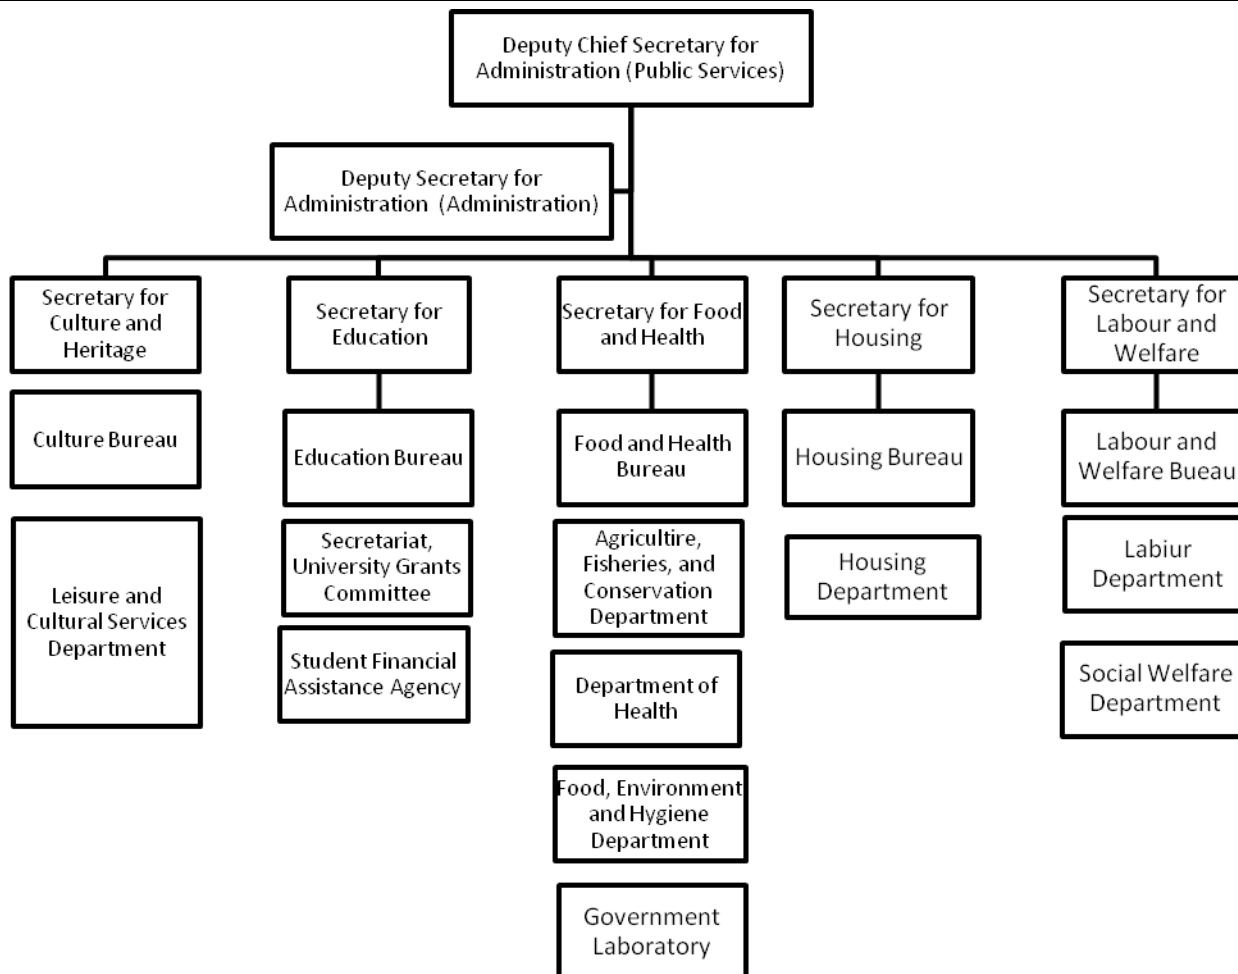 Deputy Chief Secretary for
Administration (Public Services)
Deputy Secretary for
Administration (Administration)
Secretary for
Culture and
Heritage
Secretary for
Education
Secretary for Food
and Health
Secretary for
Housing
Secretary for
Labour and
Welfare
Culture Bureau
Education Bureau
Food and Health
Bureau
Housing Bureau
Labour and
Welfare Bueau
Leisure and
Cultural Services
Department
Secretariat,
University Grants
Committee
Agricultire,
Fisheries, and
Conservation
Department
Housing
Department
Labiur
Department
Student Financial
Assistance Agency
Department of
Health
Social Welfare
Department
Food, Environment
and Hygiene
Department
Government
Laboratory